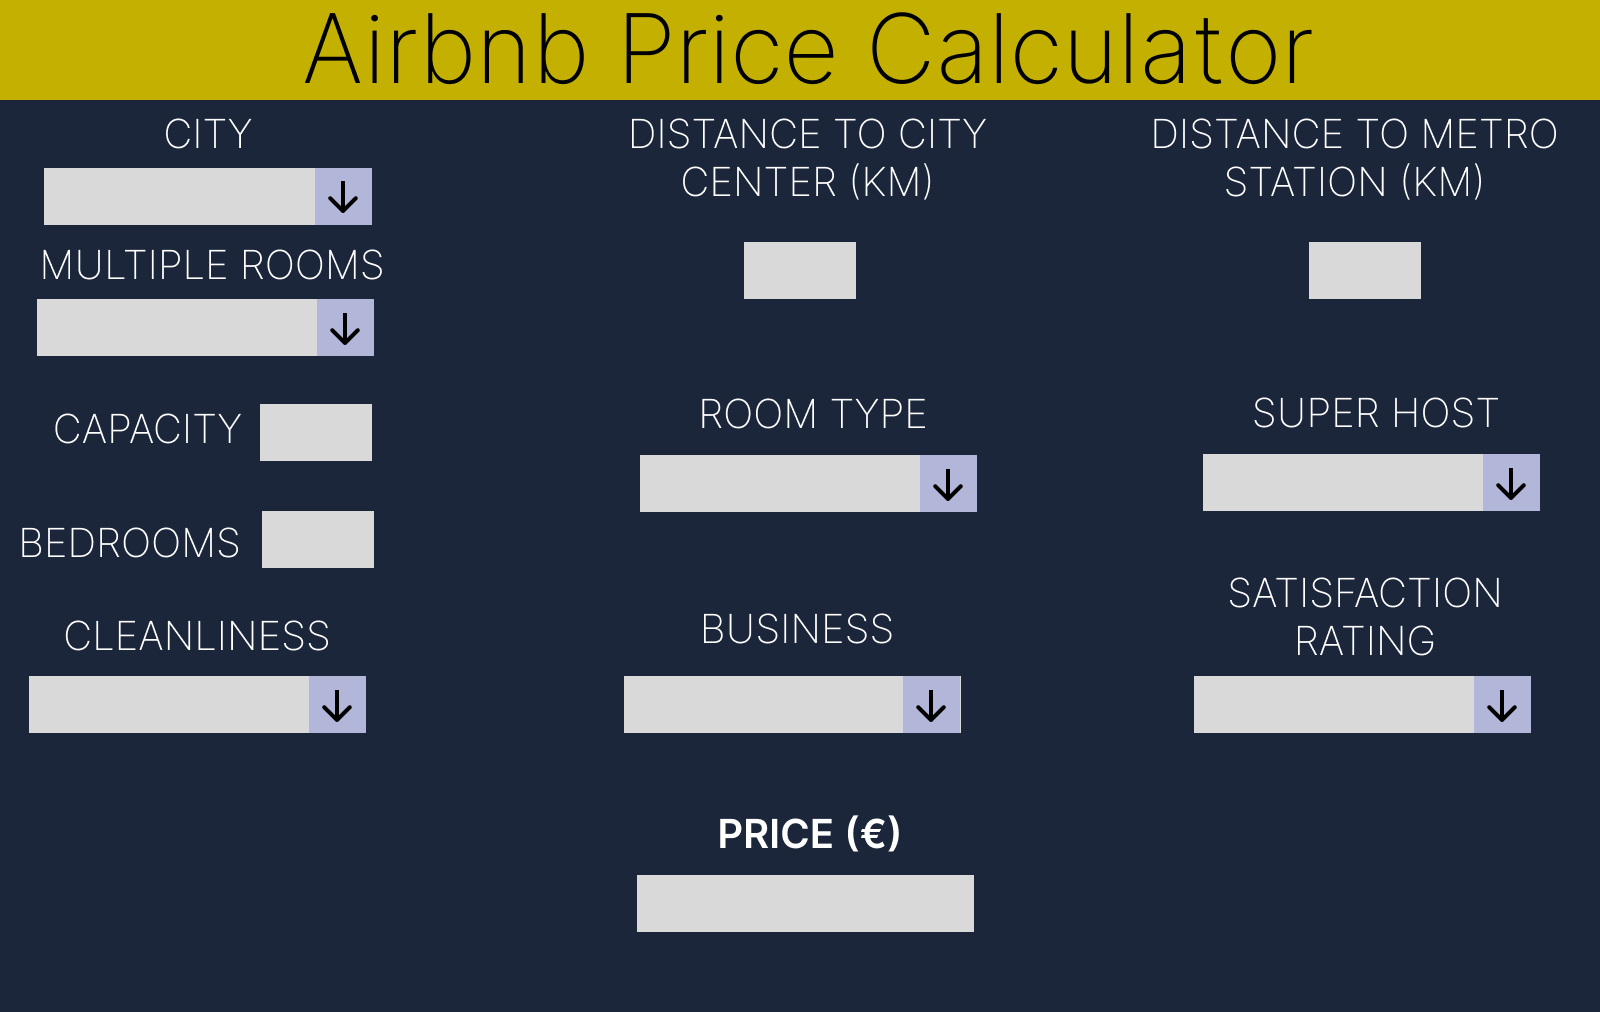 Airbnb Price Calculator
CITY
MULTIPLE ROOMS
CAPACITY
BEDROOMS
CLEANLINESS
DISTANCE TO CITY
CENTER (KM)
ROOM TYPE
BUSINESS
DISTANCE TO METRO
STATION (KM)
SUPER HOST
SATISFACTION
RATING
PRICE (€)